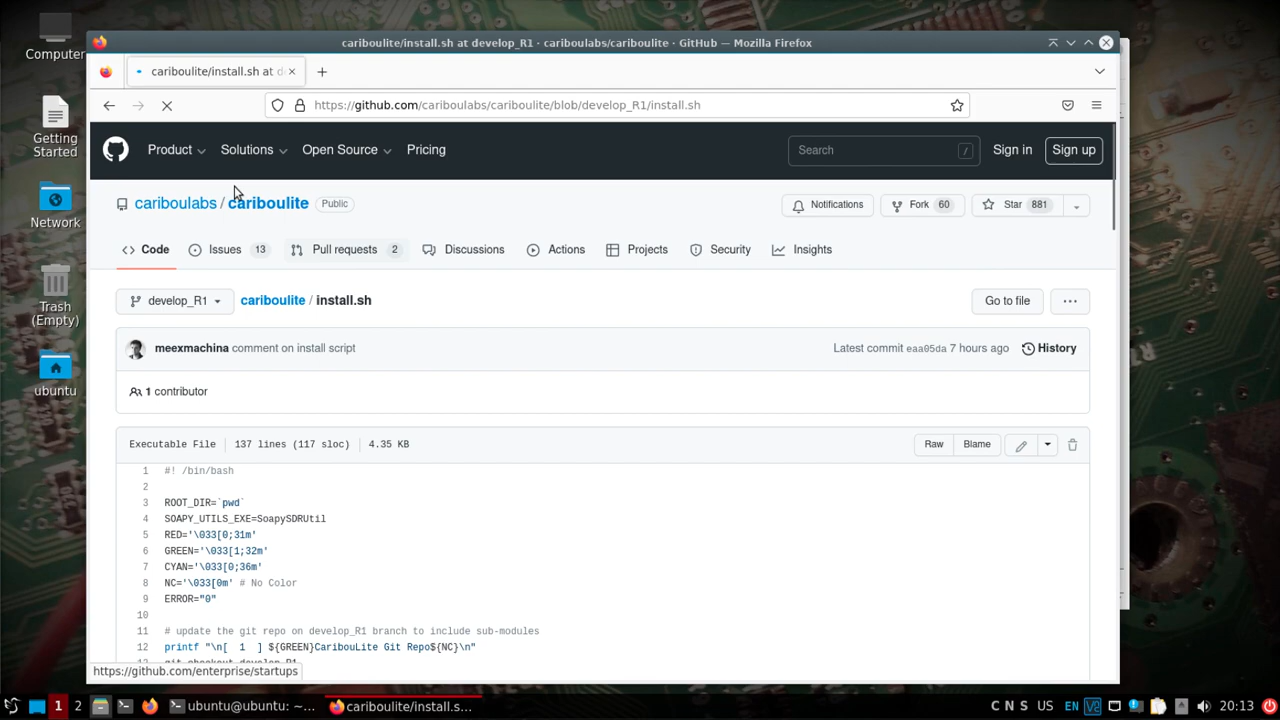 cariboulite/install.sh at develop_R1 · cariboulabs/cariboulite · GitHub — Mozilla Firefox
cariboulite/install.sh at d
https://github.com/cariboulabs/cariboulite/blob/develop_R1/install.sh
Product
Solutions
Open Source
Pricing
Search
/
Sign in
Sign up
cariboulabs / cariboulite
Public
Notifications
Fork 60
Star 881
Code
Issues 13
Pull requests 2
Discussions
Actions
Projects
Security
Insights
develop_R1
cariboulite / install.sh
Go to file
...
meexmachina comment on install script
Latest commit eaa05da 7 hours ago
History
1 contributor
Executable File
137 lines (117 sloc)
4.35 KB
Raw
Blame
1 #! /bin/bash
2
3 ROOT_DIR=`pwd`
4 SOAPY_UTILS_EXE=SoapySDRUtil
5 RED='\033[0;31m'
6 GREEN='\033[1;32m'
7 CYAN='\033[0;36m'
8 NC='\033[0m' # No Color
9 ERROR="0"
10
11 # update the git repo on develop_R1 branch to include sub-modules
12 printf "\n[ 1 ] ${GREEN}CaribouLite Git Repo${NC}\n"
13 git checkout develop_R1
https://github.com/enterprise/startups
Computer
Getting
Started
Network
Trash
(Empty)
ubuntu
1
2
ubuntu@ubuntu: ~...
cariboulite/install.s...
C N S
US
EN
20:13